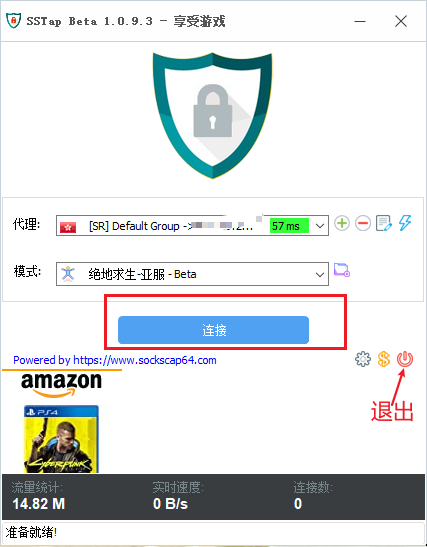 SSTap Beta 1.0.9.3 - 享受游戏
代理:
[SR] Default Group ->
57 ms
模式:
绝地求生-亚服 - Beta
连接
Powered by https://www.sockscap64.com
退出
amazon
PS4
Cyberpunk
流量统计:
实时速度:
连接数:
14.82 M
0 B/s
0
准备就绪!